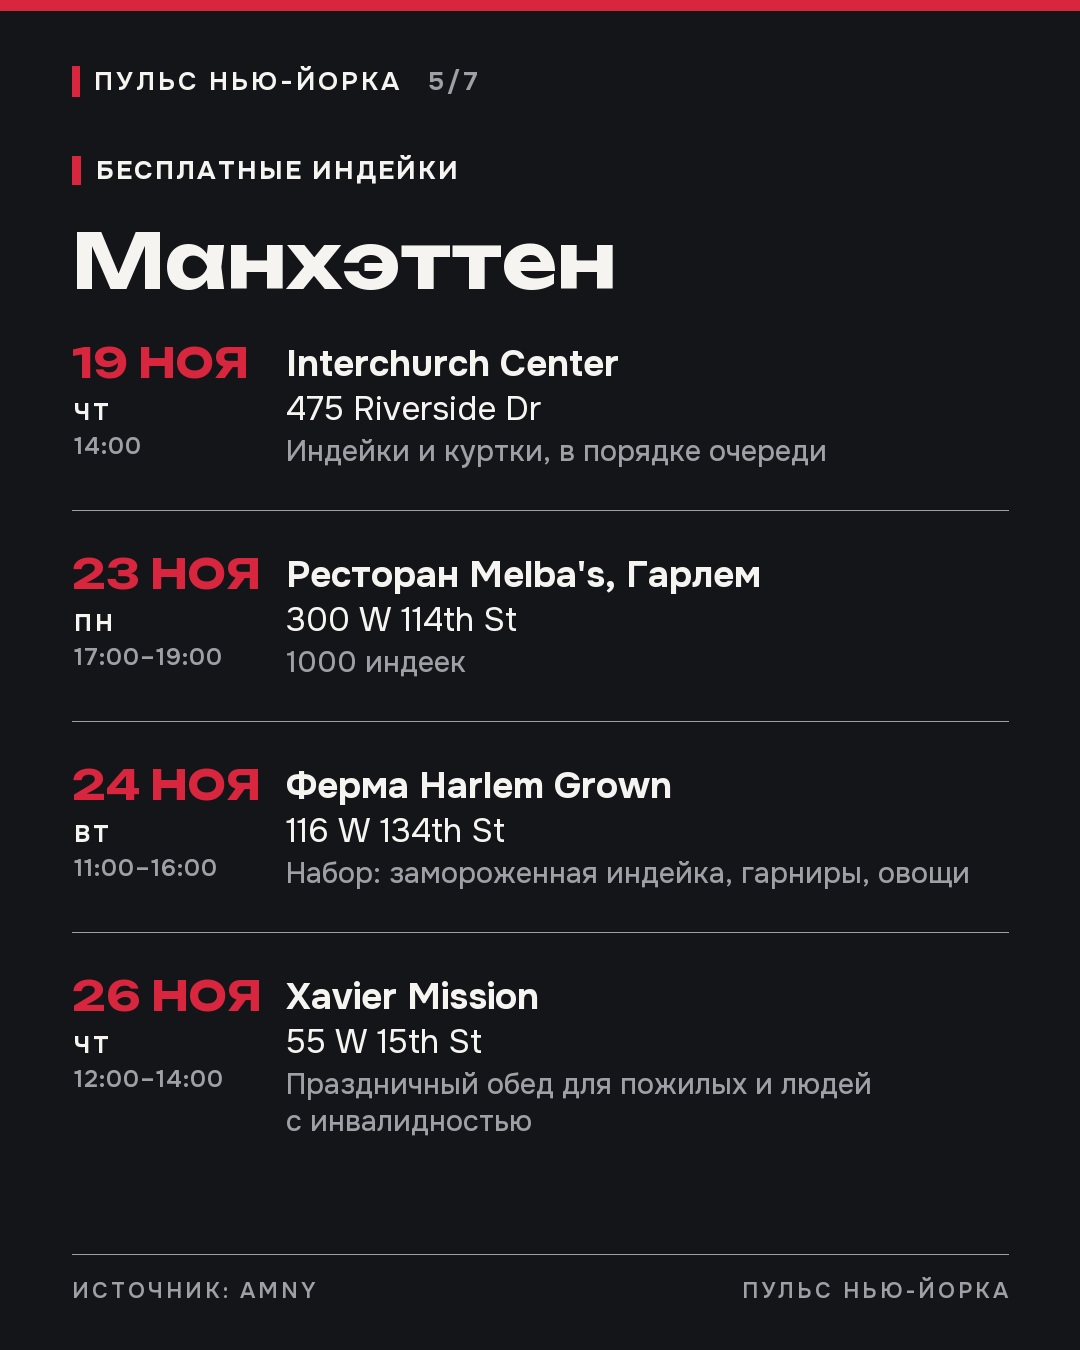 ПУЛЬС НЬЮ-ЙОРКА 5/7
БЕСПЛАТНЫЕ ИНДЕЙКИ
Манхэттен
19 НОЯ
ЧТ
14:00
Interchurch Center
475 Riverside Dr
Индейки и куртки, в порядке очереди
23 НОЯ
ПН
17:00–19:00
Ресторан Melba's, Гарлем
300 W 114th St
1000 индеек
24 НОЯ
ВТ
11:00–16:00
Ферма Harlem Grown
116 W 134th St
Набор: замороженная индейка, гарниры, овощи
26 НОЯ
ЧТ
12:00–14:00
Xavier Mission
55 W 15th St
Праздничный обед для пожилых и людей
с инвалидностью
ИСТОЧНИК: AMNY
ПУЛЬС НЬЮ-ЙОРКА